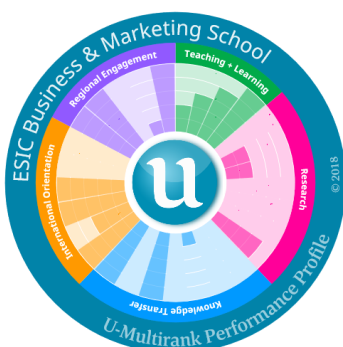 ESIC Business & Marketing School
Teaching + Learning
Research
Knowledge Transfer
International Orientation
Regional Engagement
u
© 2018
U-Multirank Performance Profile